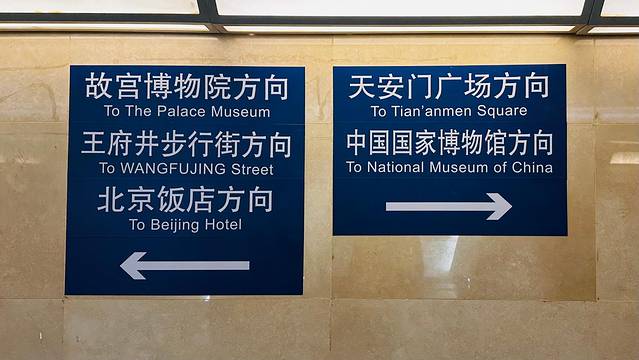 故宫博物院方向
To The Palace Museum
王府井步行街方向
To WANGFUJING Street
北京饭店方向
To Beijing Hotel
天安门广场方向
To Tian'anmen Square
中国国家博物馆方向
To National Museum of China